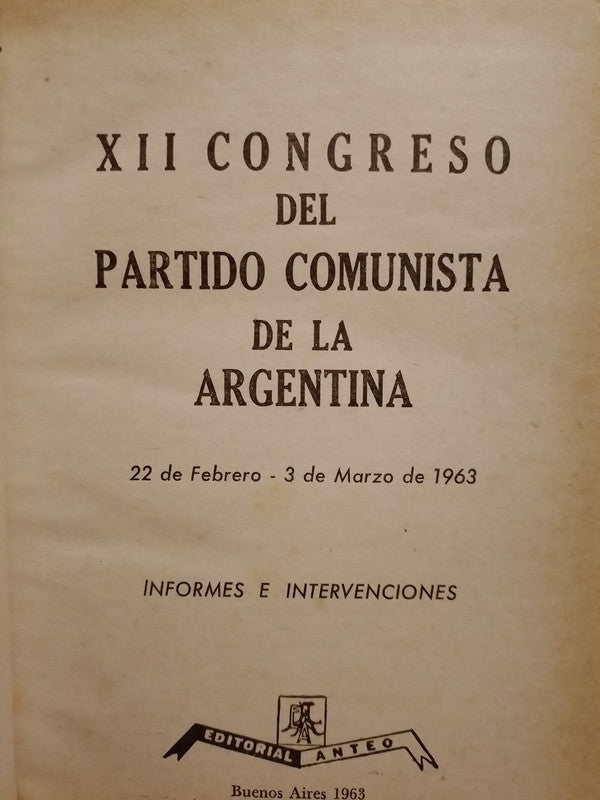 XII CONGRESO
DEL
PARTIDO COMUNISTA
DE LA
ARGENTINA
22 de Febrero - 3 de Marzo de 1963
INFORMES E INTERVENCIONES
EDITORIAL ANTEO
Buenos Aires 1963